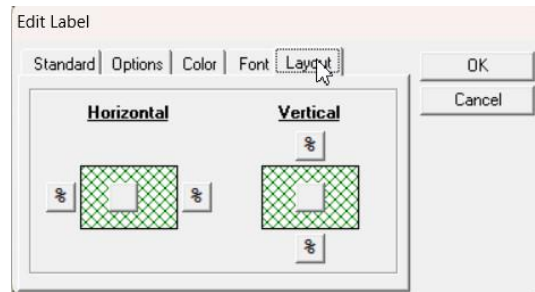 Edit Label
Standard Options Color Font Layout
OK
Cancel
Horizontal Vertical
%
% %
%